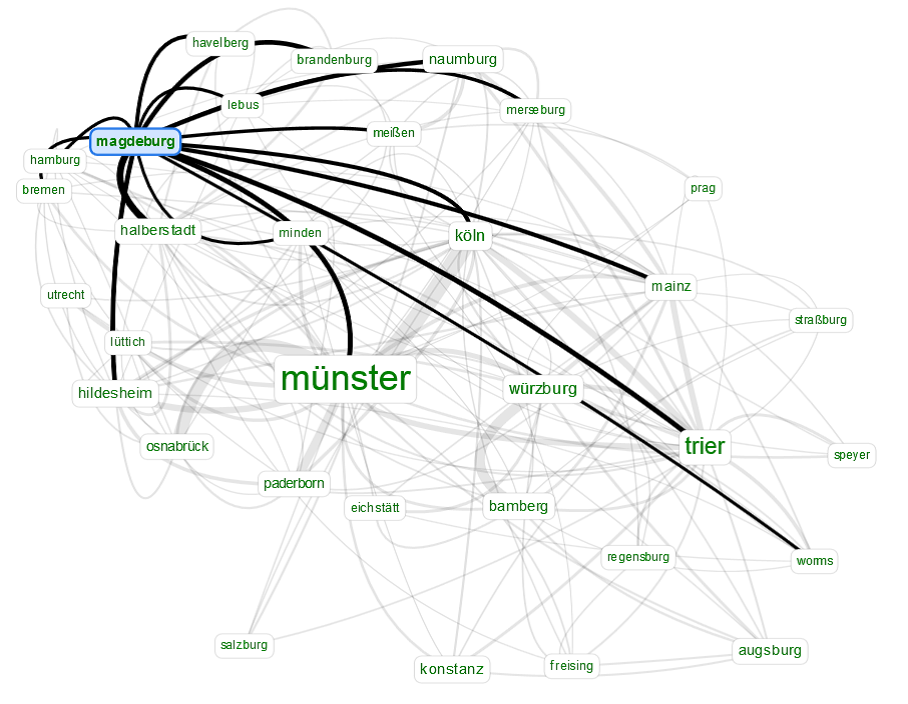 havelberg
brandenburg
naumburg
lebus
merseburg
magdeburg
meißen
hamburg
bremen
prag
halberstadt
minden
köln
utrecht
mainz
straßburg
lüttich
münster
würzburg
hildesheim
osnabrück
trier
speyer
paderborn
eichstätt
bamberg
regensburg
worms
salzburg
konstanz
freising
augsburg